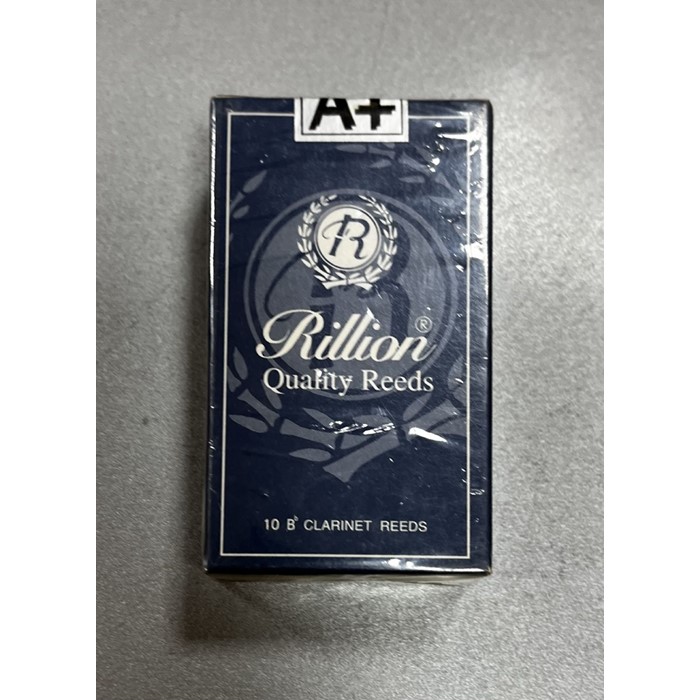 A+
R
Rillion®
Quality Reeds
10 B♭ CLARINET REEDS